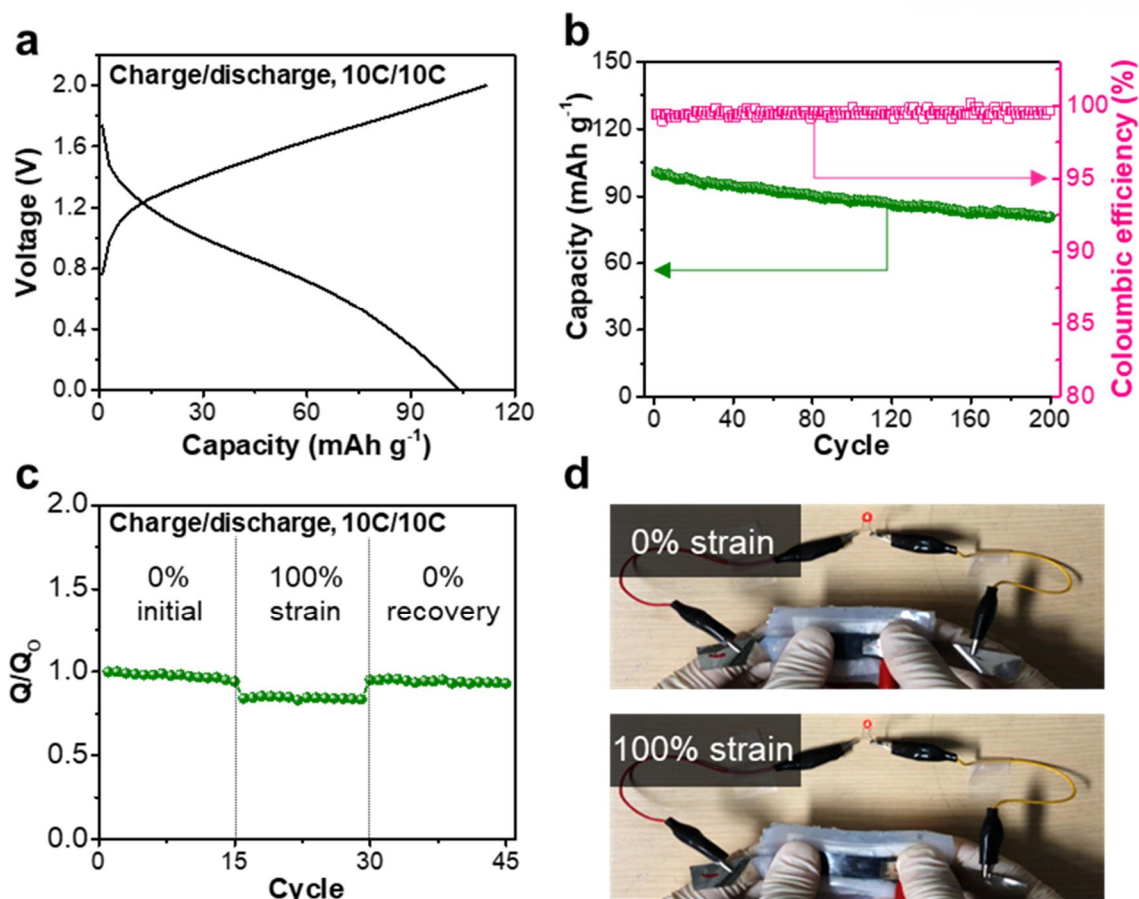 a
Charge/discharge, 10C/10C
Voltage (V)
2.0
1.6
1.2
0.8
0.4
0.0
0 30 60 90 120
Capacity (mAh g-1)
b
Capacity (mAh g-1)
150
120
90
60
30
0
100
95
90
85
80
Coloumbic efficiency (%)
0 40 80 120 160 200
Cycle
c
Charge/discharge, 10C/10C
0% 100% 0%
initial strain recovery
Q/QO
2.0
1.5
1.0
0.5
0.0
0 15 30 45
Cycle
d
0% strain
100% strain